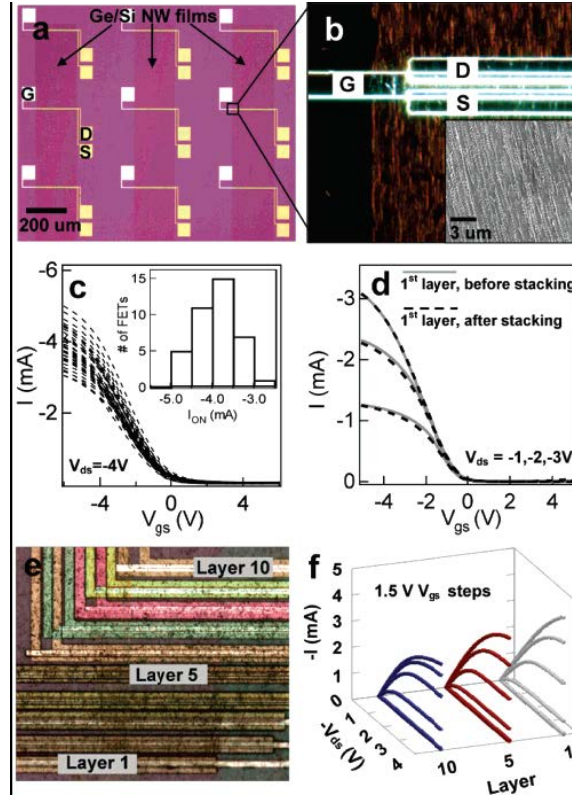 a
Ge/Si NW films
G
D
S
200 um
b
G
D
S
3 um
c
-6
-4
-2
I (mA)
# of FETs
15
10
5
0
-5.0
-4.0
-3.0
I_ON (mA)
V_ds=-4V
-4
0
4
V_gs (V)
d
1st layer, before stacking
1st layer, after stacking
-3
-2
-1
0
I (mA)
V_ds = -1,-2,-3V
-4
-2
0
2
4
V_gs (V)
e
Layer 10
Layer 5
Layer 1
f
1.5 V V_gs steps
5
4
3
2
1
0
-I (mA)
1
2
3
4
-V_ds (V)
10
5
1
Layer